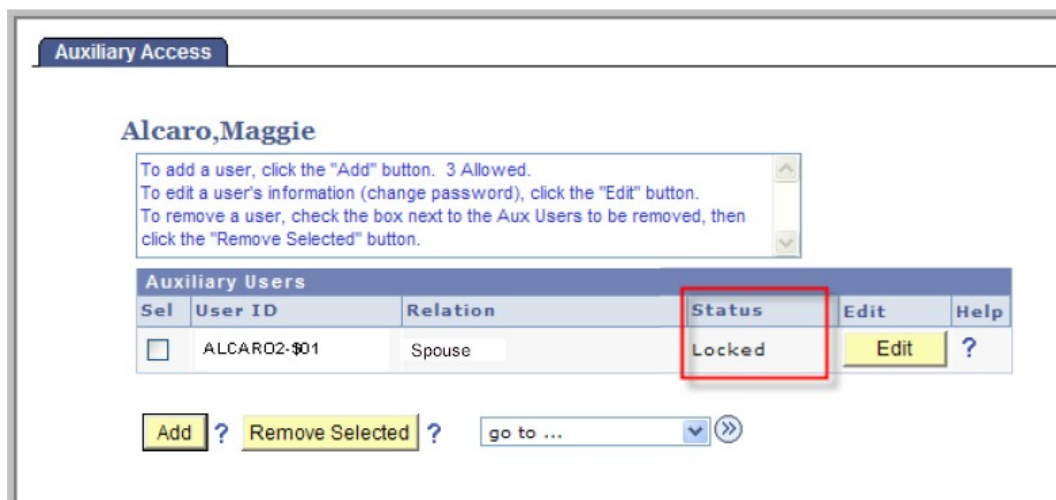 Auxiliary Access
Alcaro,Maggie
To add a user, click the "Add" button. 3 Allowed.
To edit a user's information (change password), click the "Edit" button.
To remove a user, check the box next to the Aux Users to be removed, then
click the "Remove Selected" button.
Auxiliary Users
Sel User ID Relation Status Edit Help
ALCARO2-$01 Spouse Locked Edit ?
Add ? Remove Selected ? go to ...